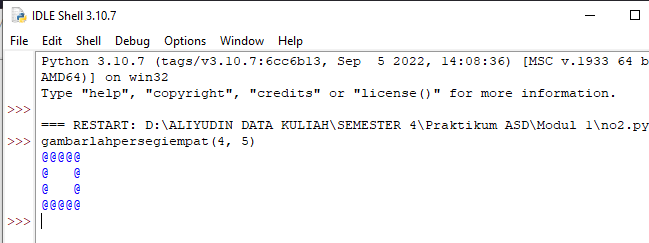 IDLE Shell 3.10.7
File Edit Shell Debug Options Window Help
Python 3.10.7 (tags/v3.10.7:6cc6b13, Sep  5 2022, 14:08:36) [MSC v.1933 64 b
AMD64)] on win32
Type "help", "copyright", "credits" or "license()" for more information.
>>>
=== RESTART: D:\ALIYUDIN DATA KULIAH\SEMESTER 4\Praktikum ASD\Modul 1\no2.py
>>> gambarlahpersegiempat(4, 5)
@@@@@
@   @
@   @
@@@@@
>>>